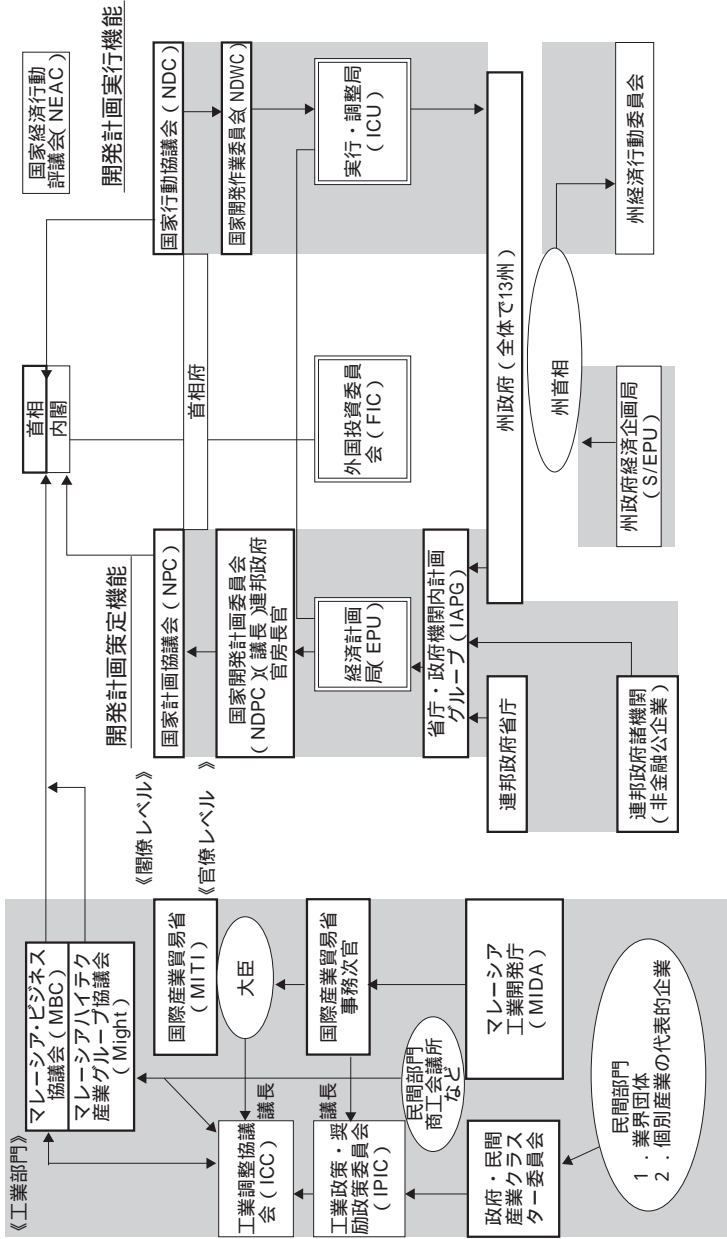 《工業部門》
マレーシア・ビジネス
協議会（MBC）
マレーシアハイテク
産業グループ協議会
（Might）
《閣僚レベル》
《官僚レベル　》
国際産業貿易省
（MITI）
大臣
議長
工業調整協議
会（ICC）
国際産業貿易省
事務次官
議長
工業政策・奨
励政策委員会
（IPIC）
民間部門
商工会議所
など
マレーシア
工業開発庁
（MIDA）
政府・民間
産業クラス
ター委員会
民間部門
1：業界団体
2．個別産業の代表的企業
首相
内閣
開発計画策定機能
国家計画協議会（NPC）
国家開発計画委員会
（NDPC）（議長）連邦政府
官房長官
経済計画
局（EPU）
省庁・政府機関内計画
グループ（IAPG）
連邦政府省庁
連邦政府諸機関
（非金融公企業）
首相府
外国投資委員
会（FIC）
国家経済行動
評議会（NEAC）
開発計画実行機能
国家行動協議会（NDC）
国家開発作業委員会（NDWC）
実行・調整局
（ICU）
州政府（全体で13州）
州首相
州政府経済企画局
（S/EPU）
州経済行動委員会